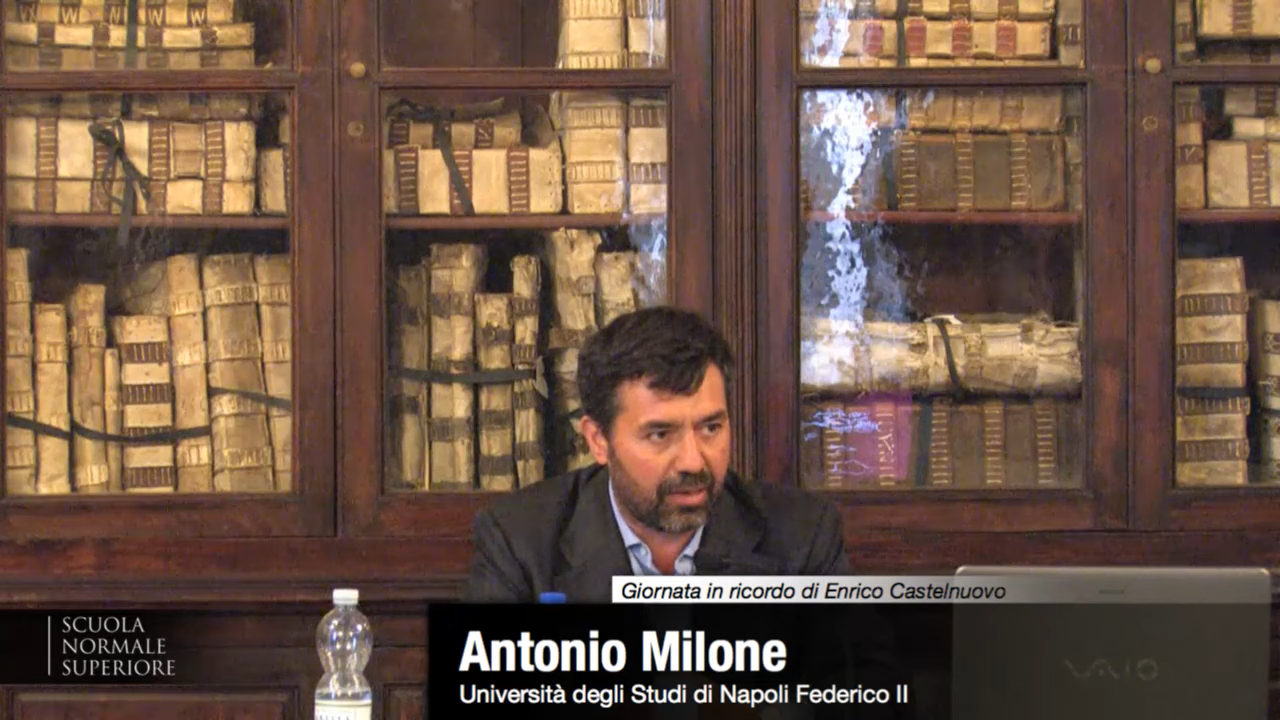 Giornata in ricordo di Enrico Castelnuovo
SCUOLA
NORMALE
SUPERIORE
Antonio Milone
Università degli Studi di Napoli Federico II
VAIO